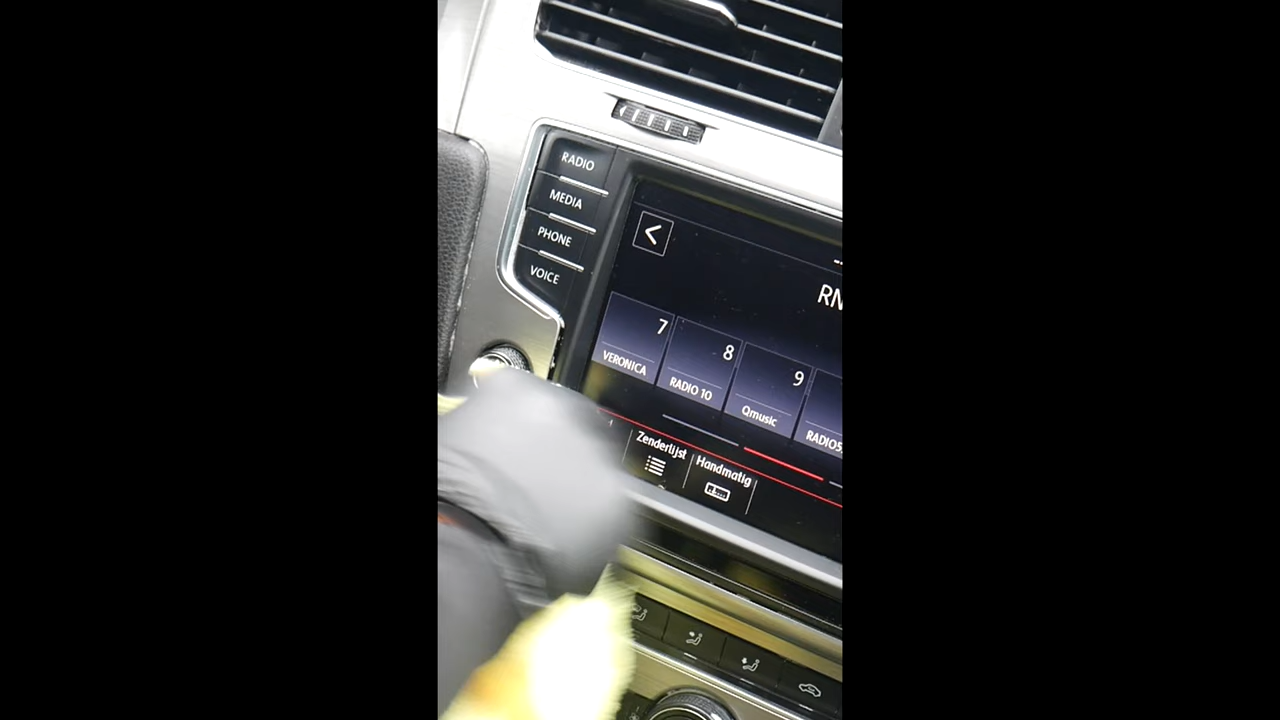 RADIO
MEDIA
PHONE
VOICE
7
8
9
VERONICA
RADIO 10
Qmusic
Zenderlijst
Handmatig